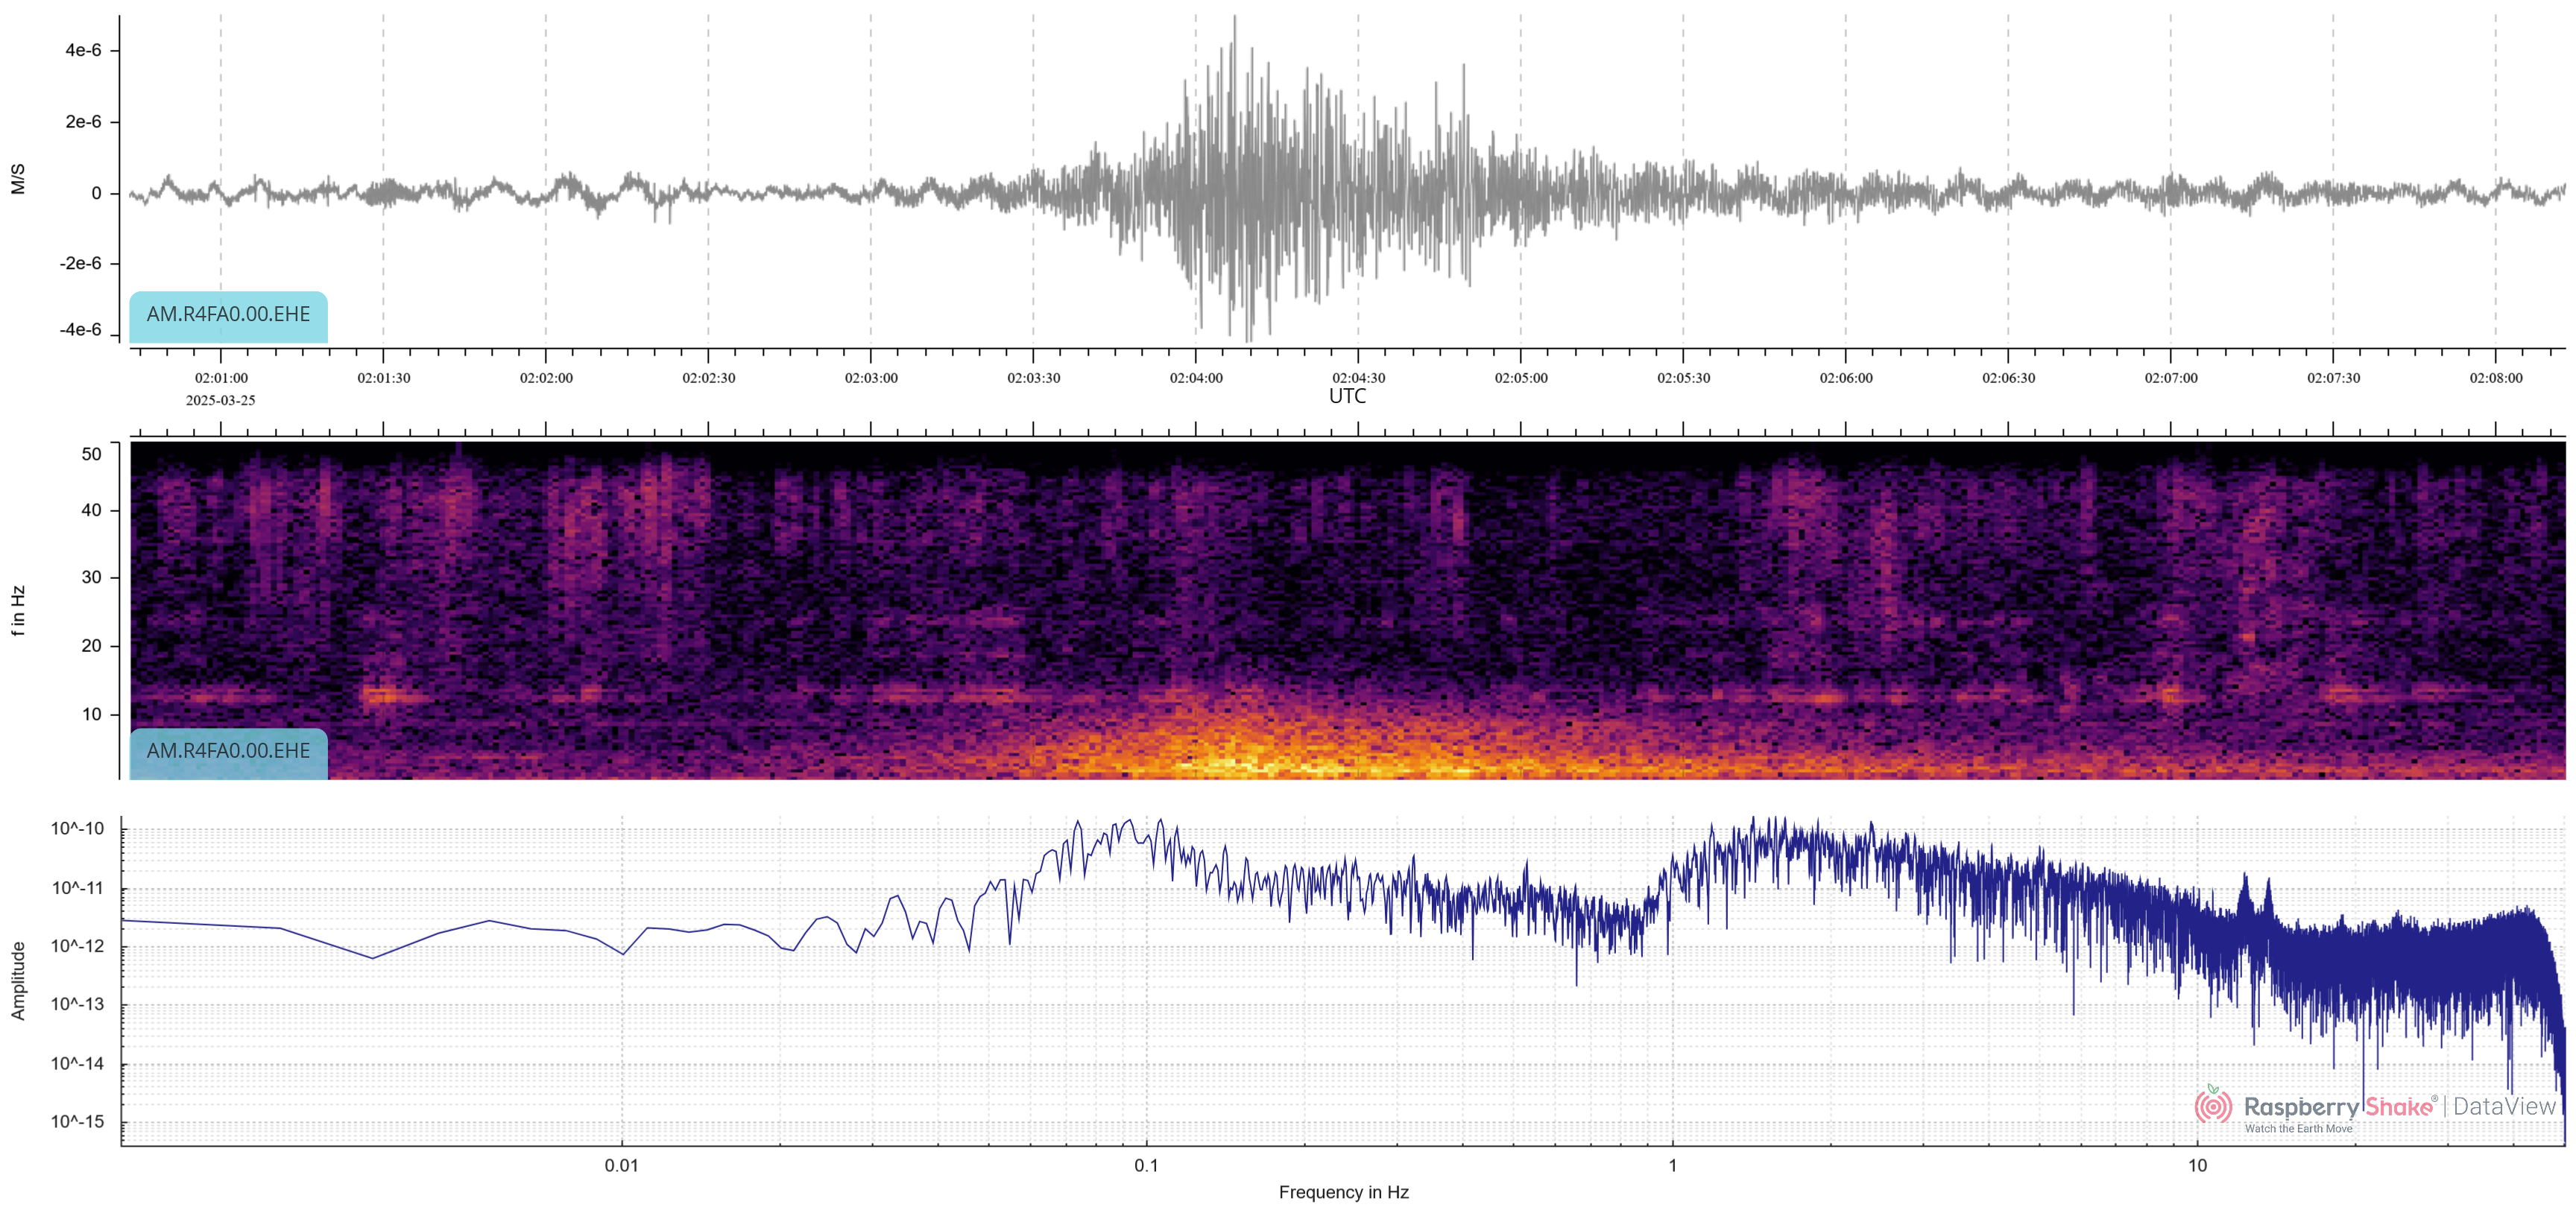 4e-6
2e-6
0
-2e-6
-4e-6
M/S
AM.R4FA0.00.EHE
02:01:00 02:01:30 02:02:00 02:02:30 02:03:00 02:03:30 02:04:00 02:04:30 02:05:00 02:05:30 02:06:00 02:06:30 02:07:00 02:07:30 02:08:00
2025-03-25
UTC
50
40
30
20
10
f in Hz
AM.R4FA0.00.EHE
10^-10
10^-11
10^-12
10^-13
10^-14
10^-15
Amplitude
RaspberryShake® | DataView
Watch the Earth Move
0.01 0.1 1 10
Frequency in Hz